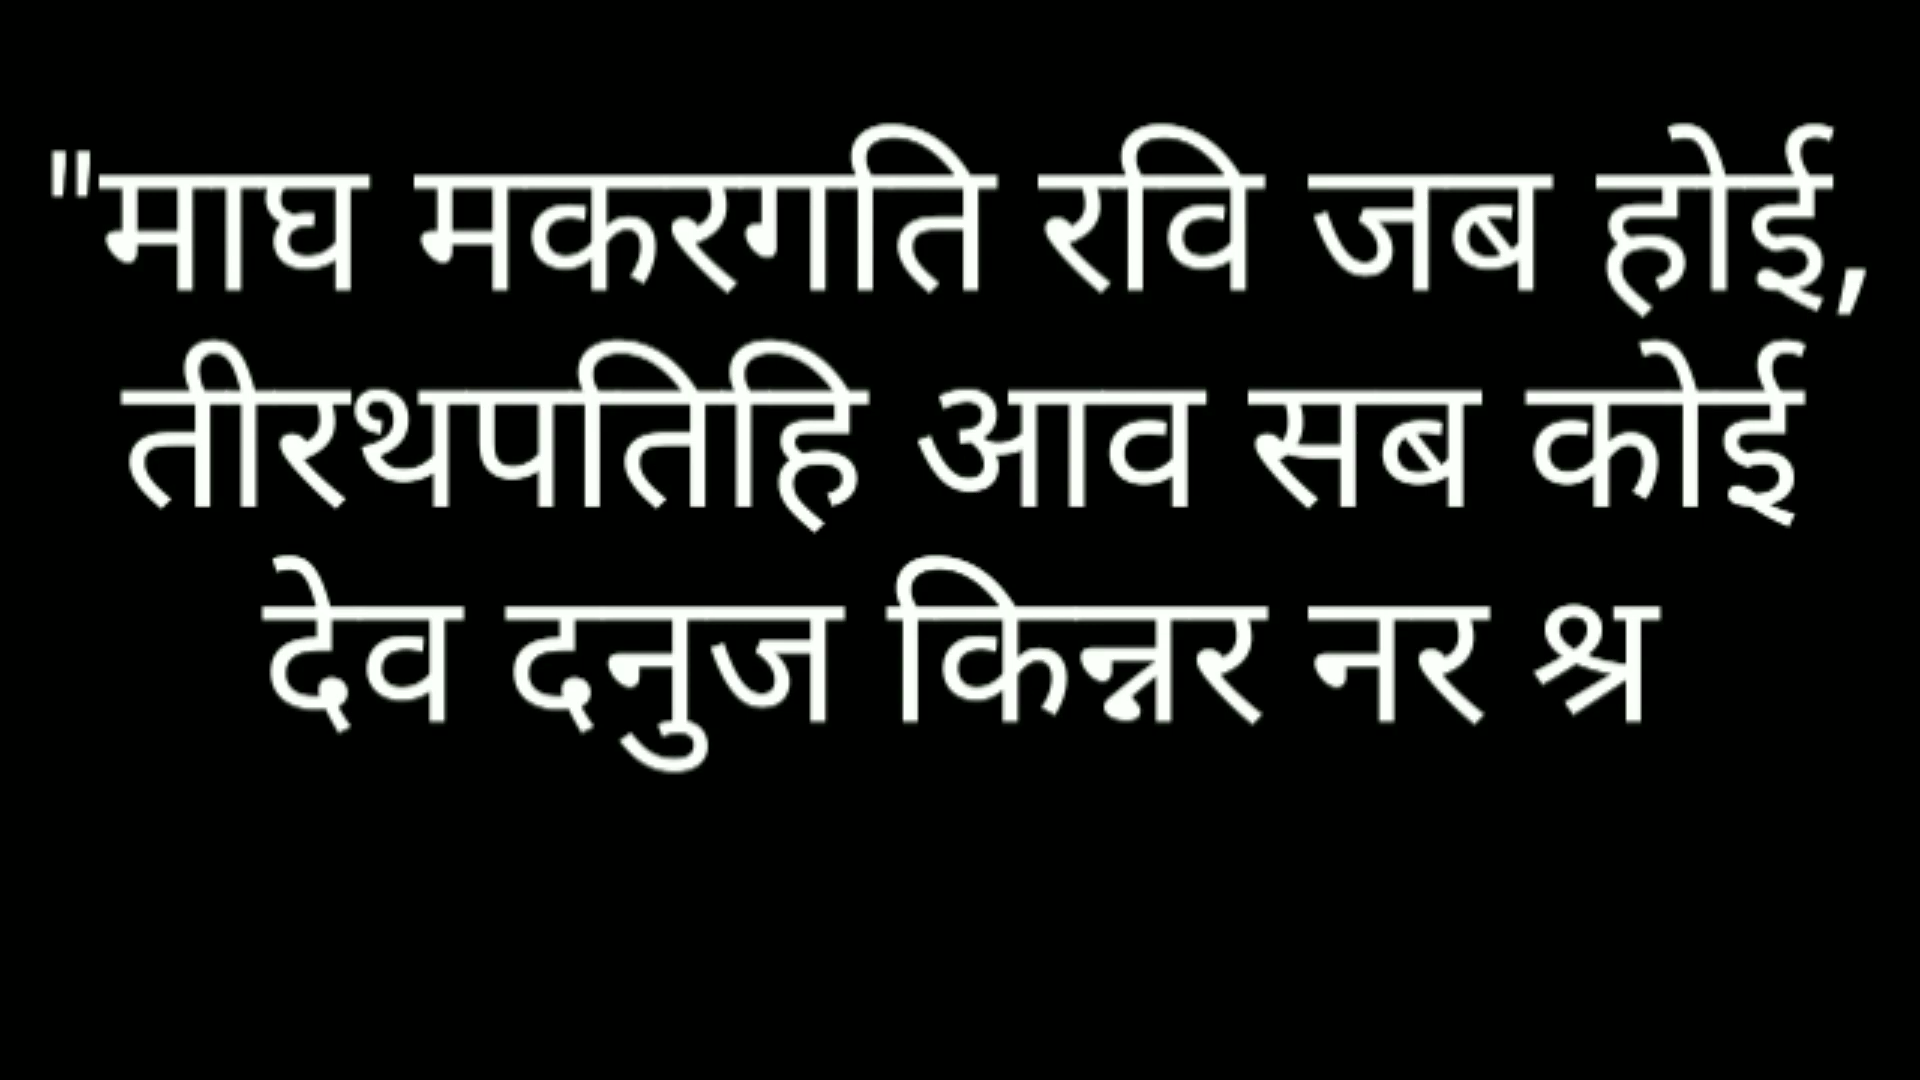 "माघ मकरगति रवि जब होई,
तीरथपतिहि आव सब कोई
देव दनुज किन्नर नर श्र